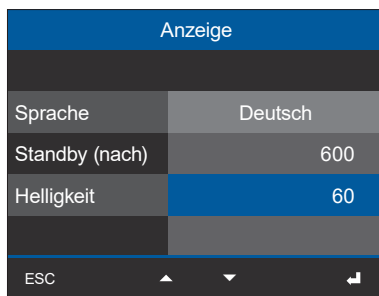 Anzeige
Sprache Deutsch
Standby (nach) 600
Helligkeit 60
ESC